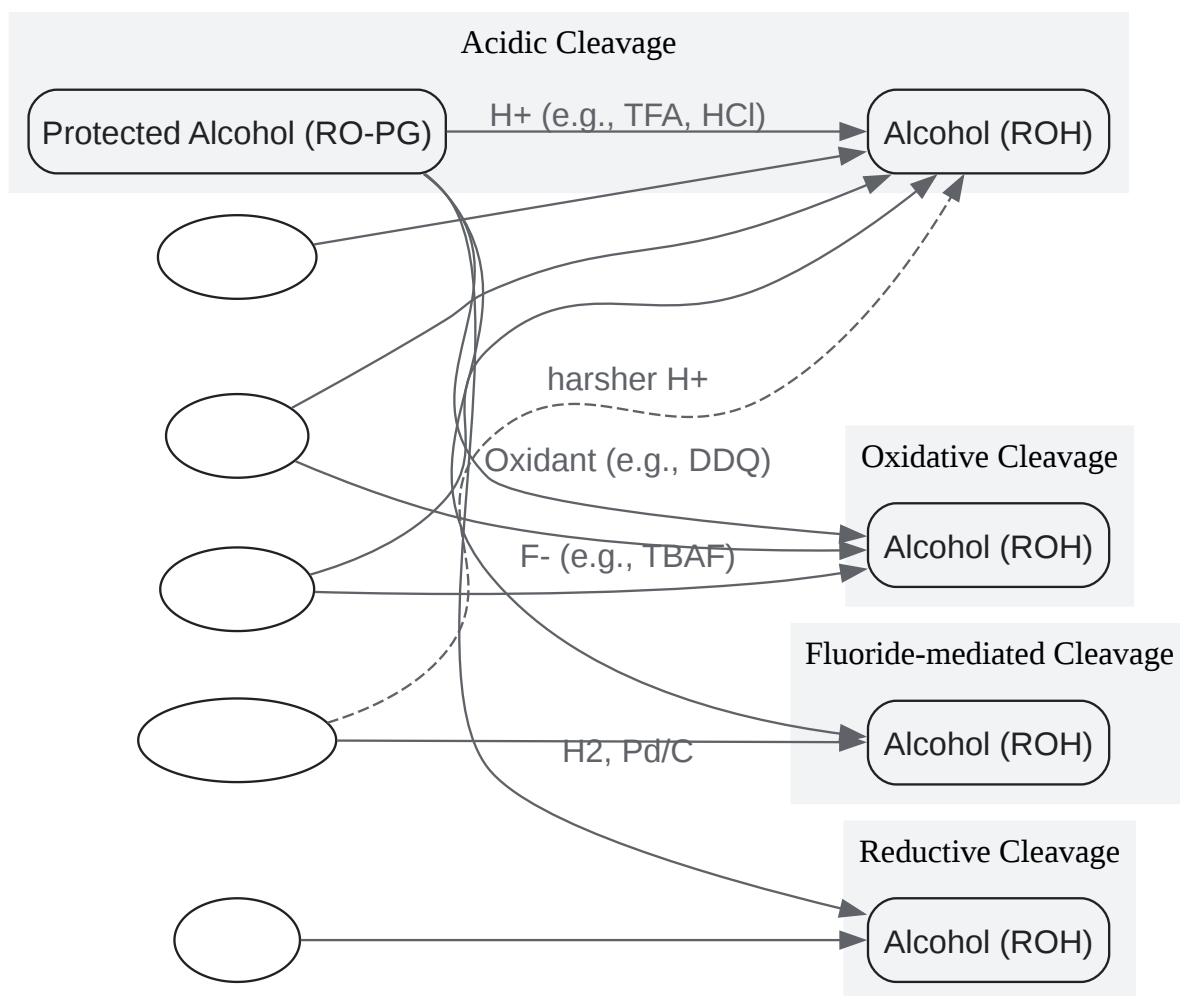 Acidic Cleavage
Protected Alcohol (RO-PG)
H+ (e.g., TFA, HCl)
Alcohol (ROH)
harsher H+
Oxidant (e.g., DDQ)
Oxidative Cleavage
Alcohol (ROH)
F- (e.g., TBAF)
Fluoride-mediated Cleavage
Alcohol (ROH)
H2, Pd/C
Reductive Cleavage
Alcohol (ROH)